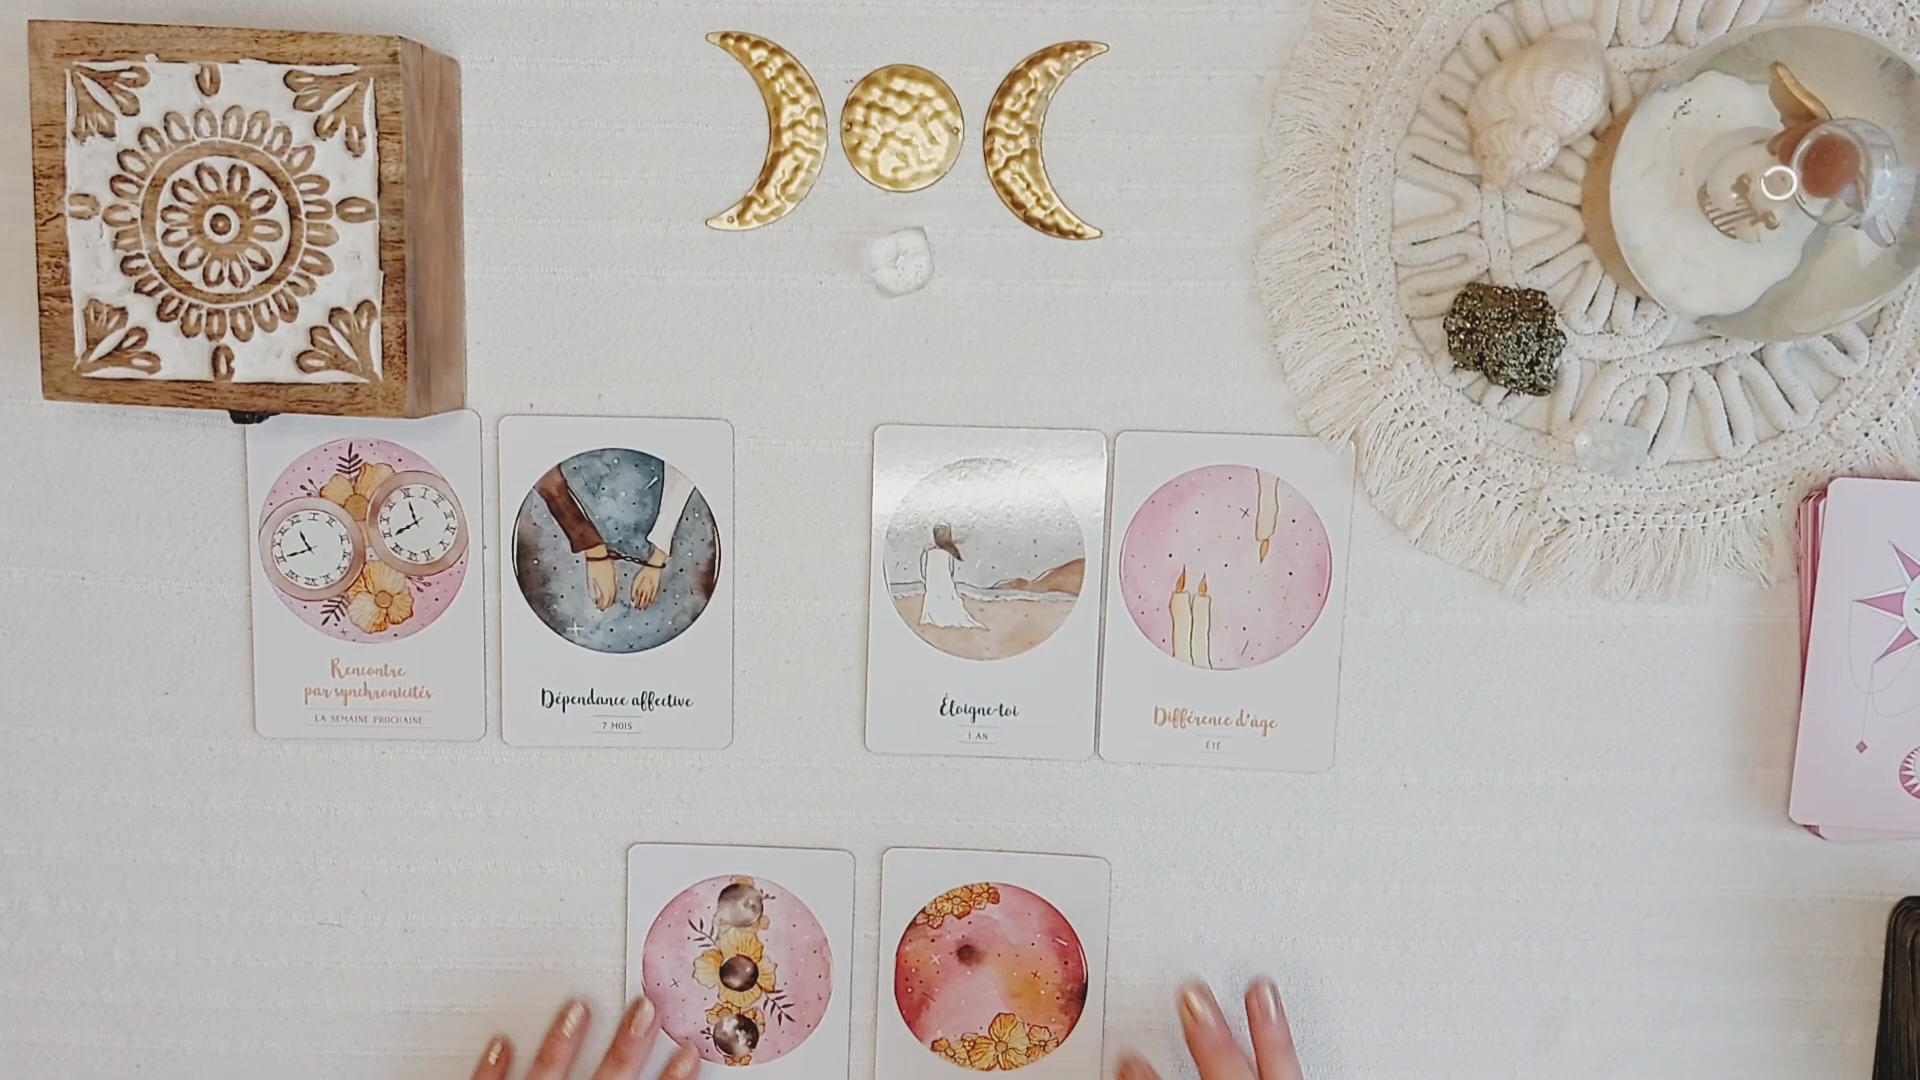 Rencontre
par synchronicités
LA SEMAINE PROCHAINE
Dépendance affective
7 MOIS
Éloigne-toi
1 AN
Différence d'âge
ÉTÉ